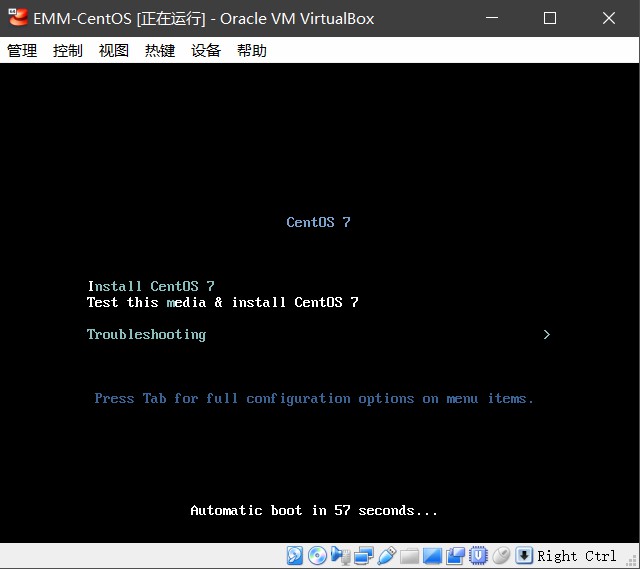 EMM-CentOS [正在运行] - Oracle VM VirtualBox
管理 控制 视图 热键 设备 帮助
CentOS 7
Install CentOS 7
Test this media & install CentOS 7
Troubleshooting >
Press Tab for full configuration options on menu items.
Automatic boot in 57 seconds...
Right Ctrl